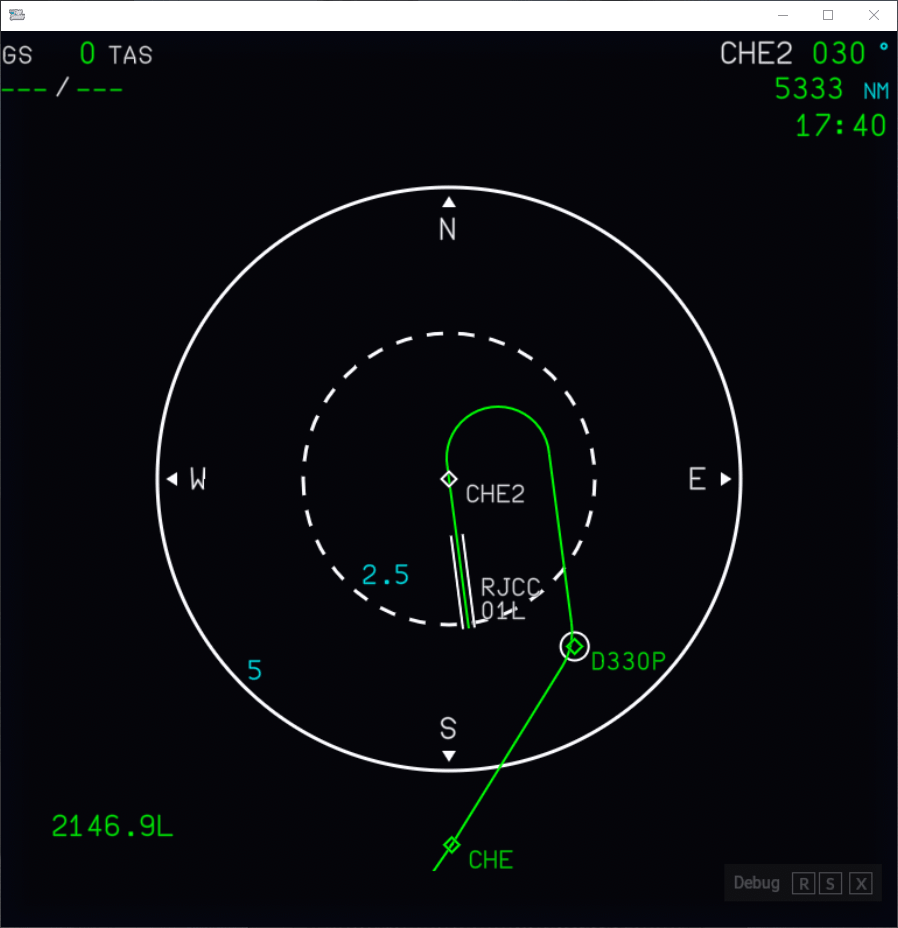 GS 0 TAS
---/---
CHE2 030 °
5333 NM
17:40
N
W
E
CHE2
2.5
RJCC
01L
D330P
5
S
2146.9L
CHE
Debug R S X